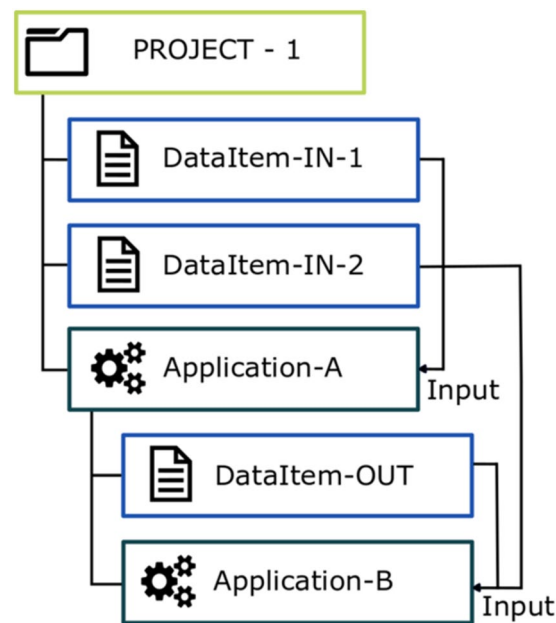 PROJECT - 1
DataItem-IN-1
DataItem-IN-2
Application-A
Input
DataItem-OUT
Application-B
Input